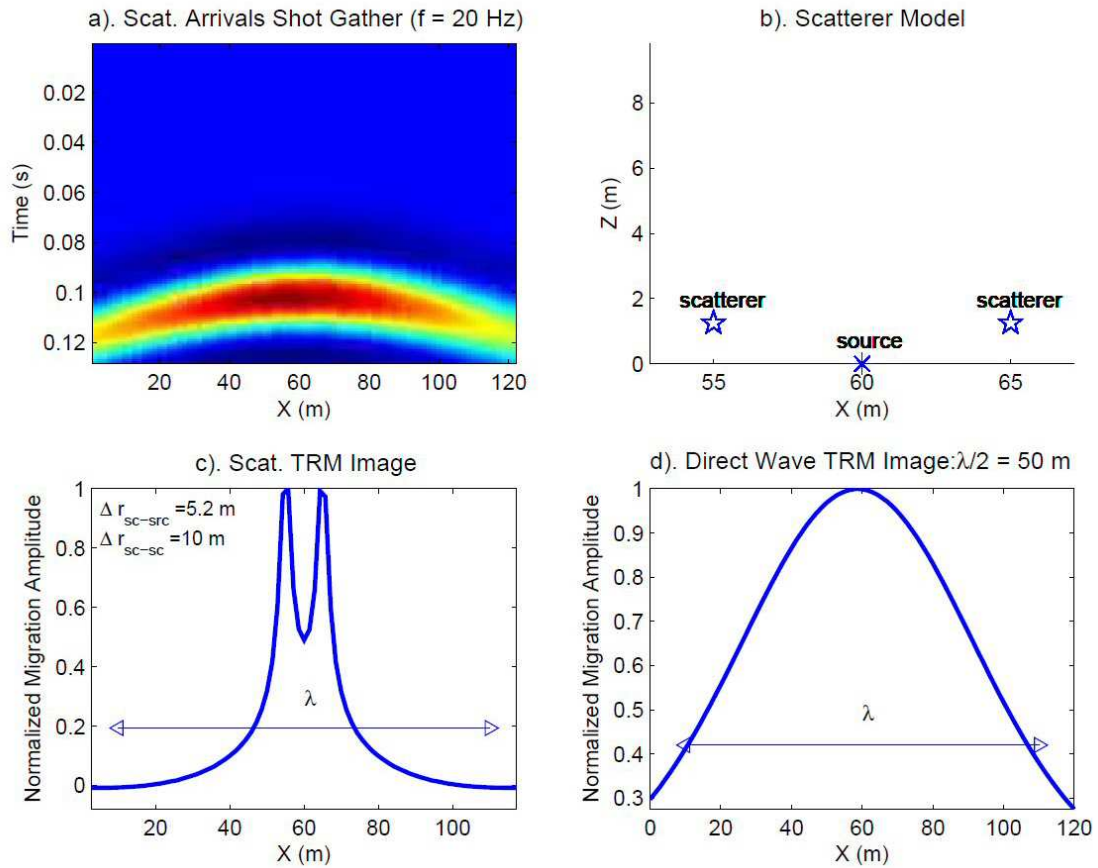 a). Scat. Arrivals Shot Gather (f = 20 Hz)
Time (s)
0.02
0.04
0.06
0.08
0.1
0.12
20
40
60
80
100
120
X (m)
b). Scatterer Model
Z (m)
8
6
4
2
0
scatterer
scatterer
source
55
60
65
X (m)
c). Scat. TRM Image
Normalized Migration Amplitude
1
0.8
0.6
0.4
0.2
0
Δ r sc-src =5.2 m
Δ r sc-sc =10 m
λ
20
40
60
80
100
X (m)
d). Direct Wave TRM Image:λ/2 = 50 m
Normalized Migration Amplitude
1
0.9
0.8
0.7
0.6
0.5
0.4
0.3
λ
0
20
40
60
80
100
120
X (m)